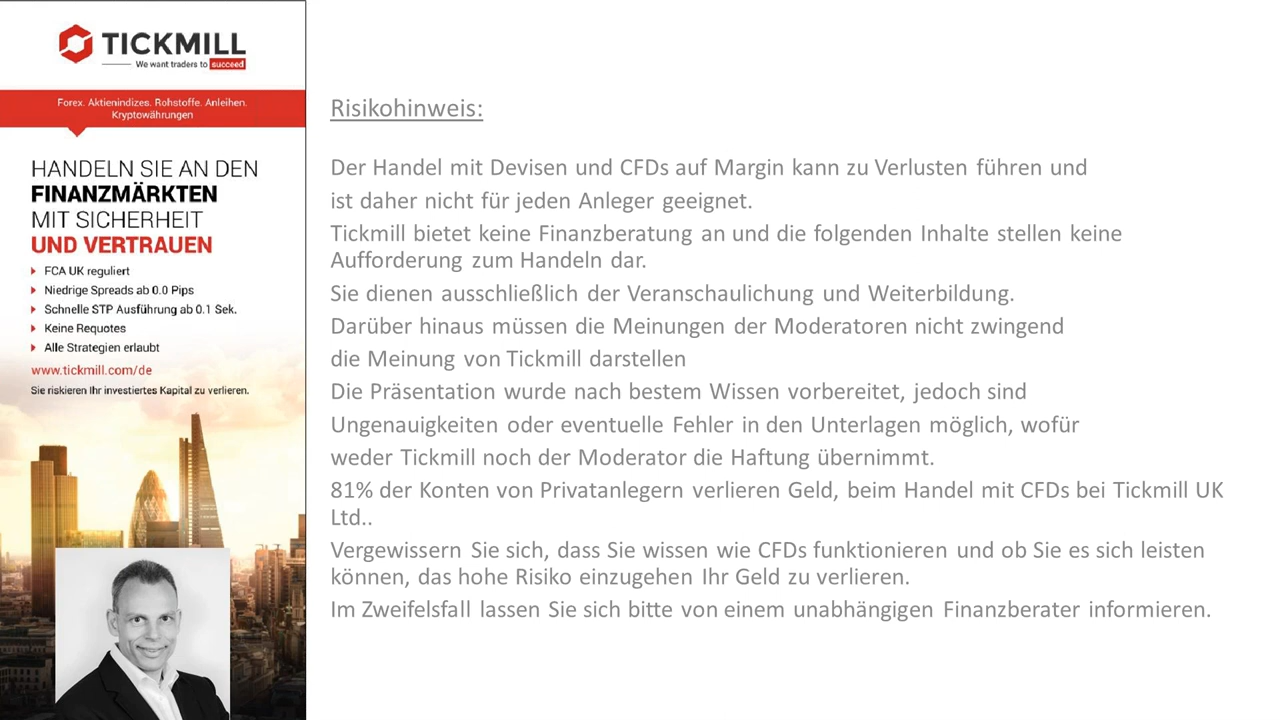 TICKMILL
We want traders to succeed
Forex. Aktienindizes. Rohstoffe. Anleihen.
Kryptowährungen
HANDELN SIE AN DEN
FINANZMÄRKTEN
MIT SICHERHEIT
UND VERTRAUEN
FCA UK reguliert
Niedrige Spreads ab 0.0 Pips
Schnelle STP Ausführung ab 0.1 Sek.
Keine Requotes
Alle Strategien erlaubt
www.tickmill.com/de
Sie riskieren Ihr investiertes Kapital zu verlieren.
Risikohinweis:
Der Handel mit Devisen und CFDs auf Margin kann zu Verlusten führen und
ist daher nicht für jeden Anleger geeignet.
Tickmill bietet keine Finanzberatung an und die folgenden Inhalte stellen keine
Aufforderung zum Handeln dar.
Sie dienen ausschließlich der Veranschaulichung und Weiterbildung.
Darüber hinaus müssen die Meinungen der Moderatoren nicht zwingend
die Meinung von Tickmill darstellen
Die Präsentation wurde nach bestem Wissen vorbereitet, jedoch sind
Ungenauigkeiten oder eventuelle Fehler in den Unterlagen möglich, wofür
weder Tickmill noch der Moderator die Haftung übernimmt.
81% der Konten von Privatanlegern verlieren Geld, beim Handel mit CFDs bei Tickmill UK
Ltd..
Vergewissern Sie sich, dass Sie wissen wie CFDs funktionieren und ob Sie es sich leisten
können, das hohe Risiko einzugehen Ihr Geld zu verlieren.
Im Zweifelsfall lassen Sie sich bitte von einem unabhängigen Finanzberater informieren.